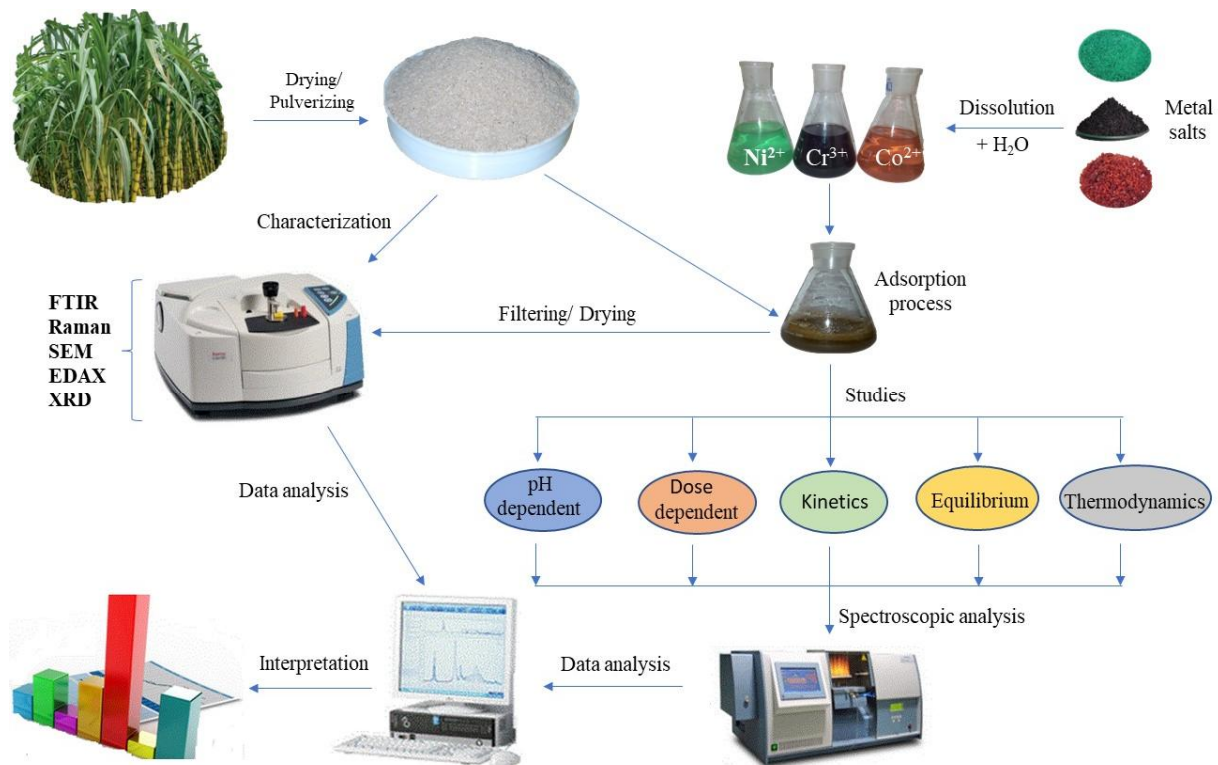 Drying/
Pulverizing
Ni²⁺
Cr³⁺
Co²⁺
Dissolution
+ H₂O
Metal
salts
Characterization
Adsorption
process
FTIR
Raman
SEM
EDAX
XRD
Filtering/ Drying
Studies
pH
dependent
Dose
dependent
Kinetics
Equilibrium
Thermodynamics
Data analysis
Spectroscopic analysis
Interpretation
Data analysis